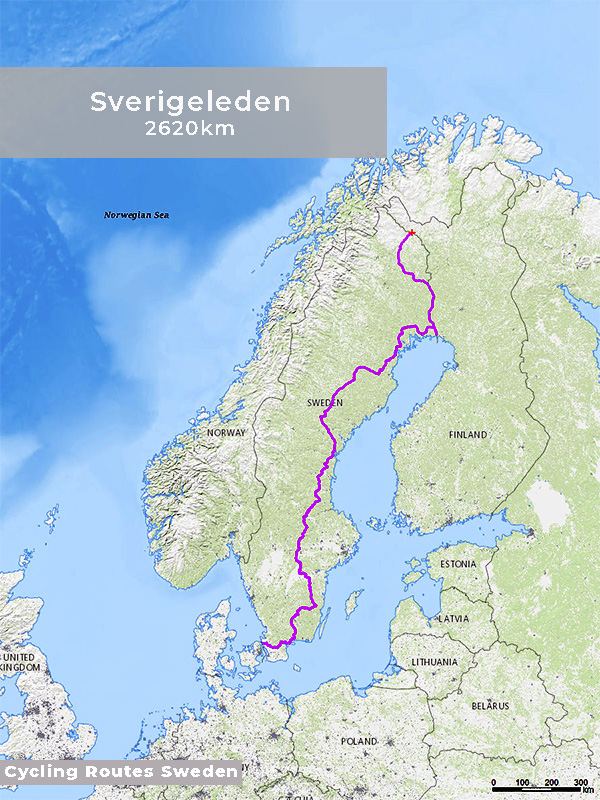 Sverigeleden
2620km
Norwegian Sea
SWEDEN
NORWAY
FINLAND
ESTONIA
LATVIA
UNITED
KINGDOM
LITHUANIA
BELARUS
POLAND
Cycling Routes Sweden
0 100 200 300
km